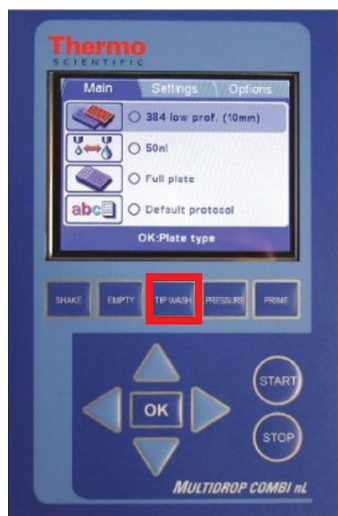 Thermo
SCIENTIFIC
Main Settings Options
384 low prof. (10mm)
50nl
Full plate
abc Default protocol
OK:Plate type
SHAKE EMPTY TIP WASH PRESSURE PRIME
START
OK
STOP
MULTIDROP COMBI nL